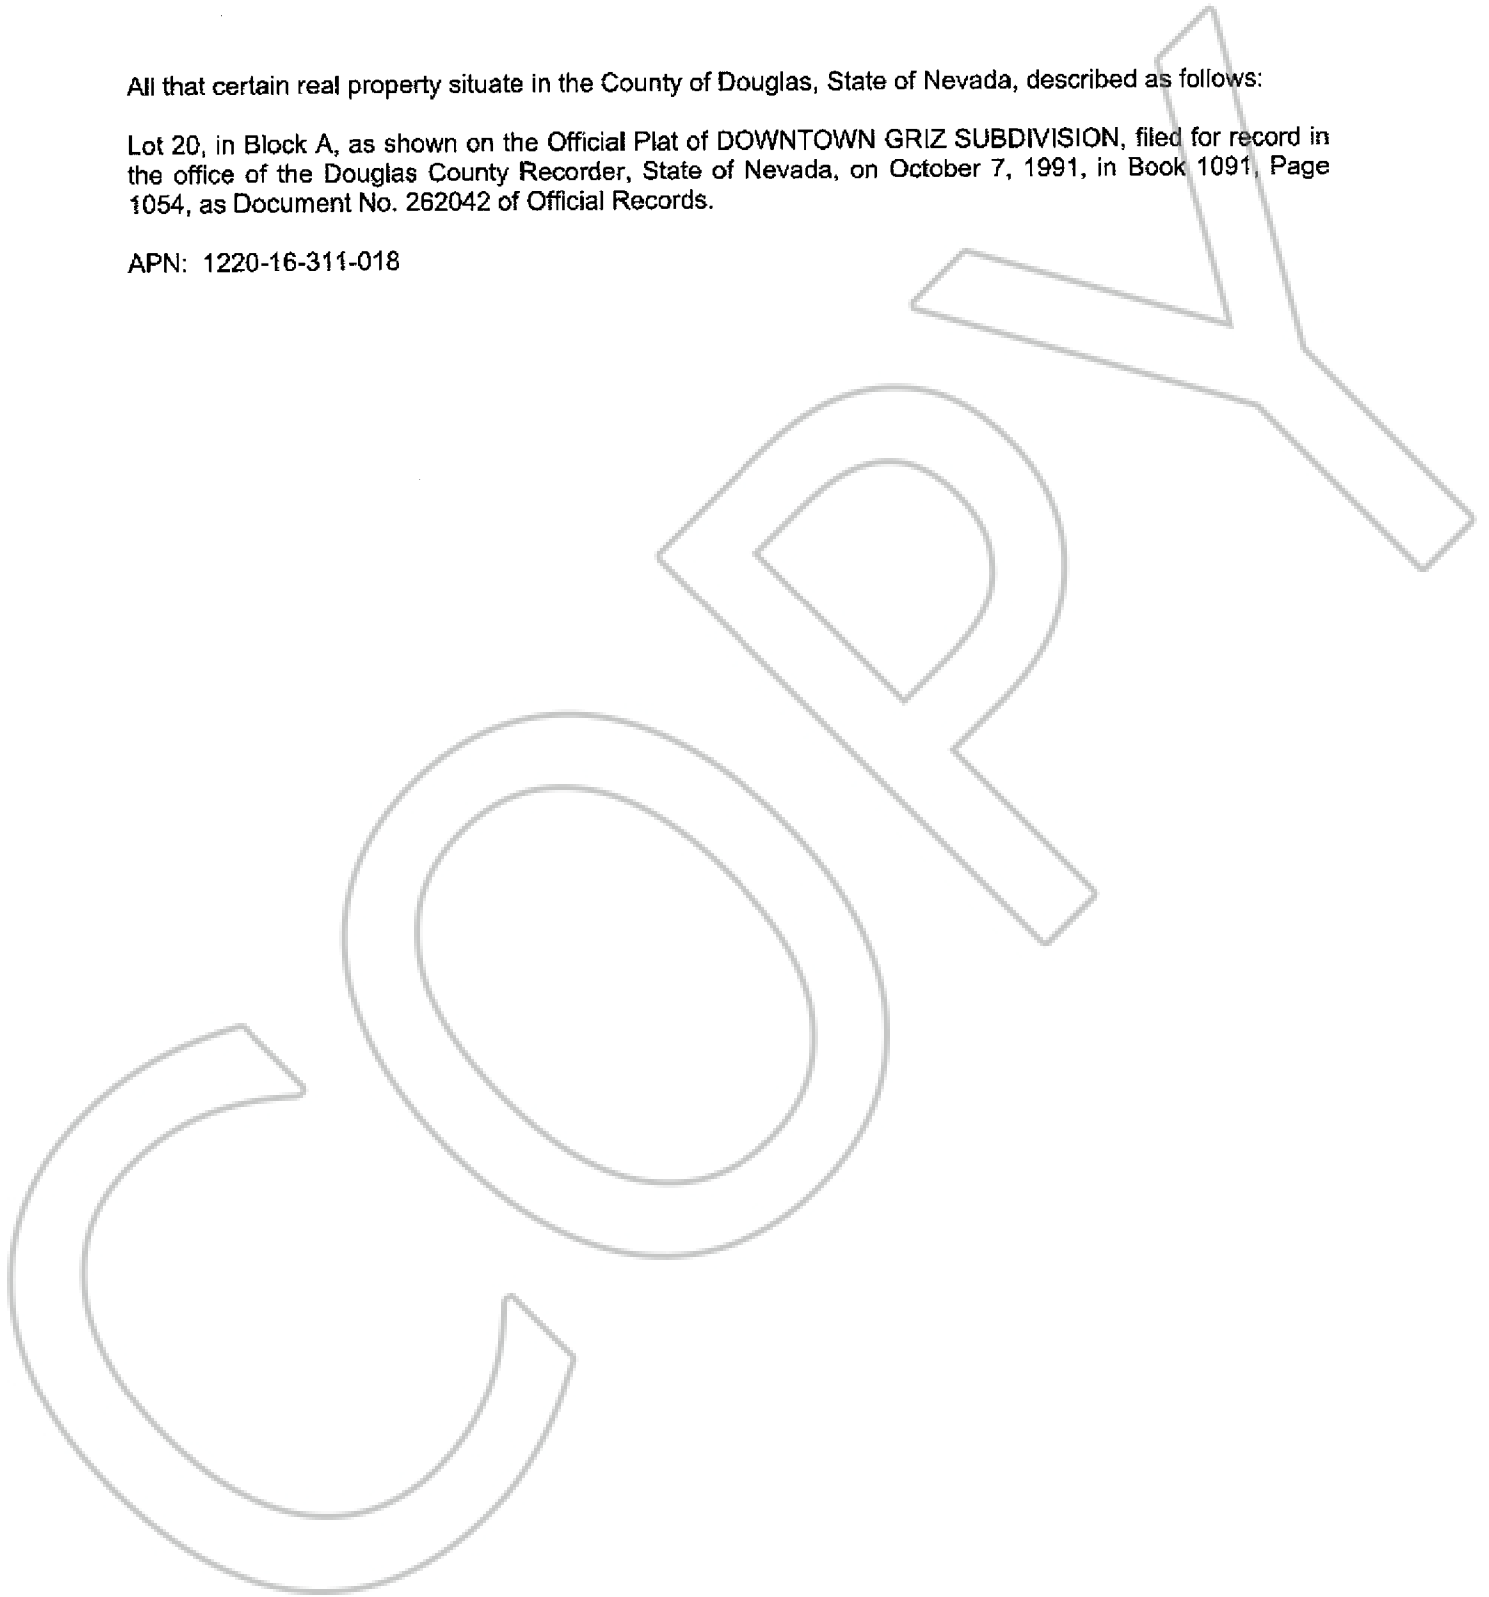 All that certain real property situate in the County of Douglas, State of Nevada, described as follows:
Lot 20, in Block A, as shown on the Official Plat of DOWNTOWN GRIZ SUBDIVISION, filed for record in
the office of the Douglas County Recorder, State of Nevada, on October 7, 1991, in Book 1091, Page
1054, as Document No. 262042 of Official Records.
APN: 1220-16-311-018
COPY